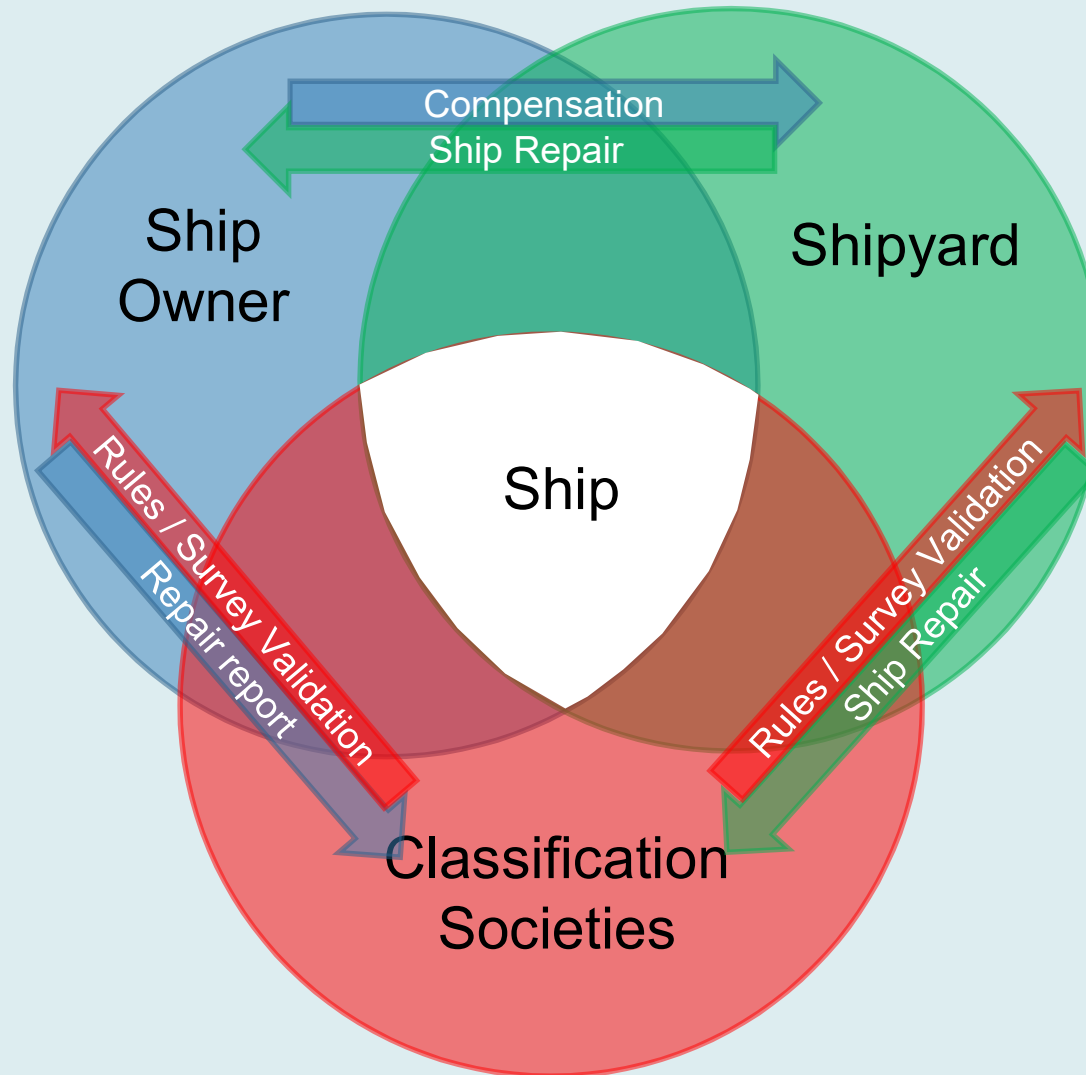 Compensation
Ship Repair
Ship
Owner
Shipyard
Ship
Rules / Survey Validation
Repair report
Rules / Survey Validation
Ship Repair
Classification
Societies